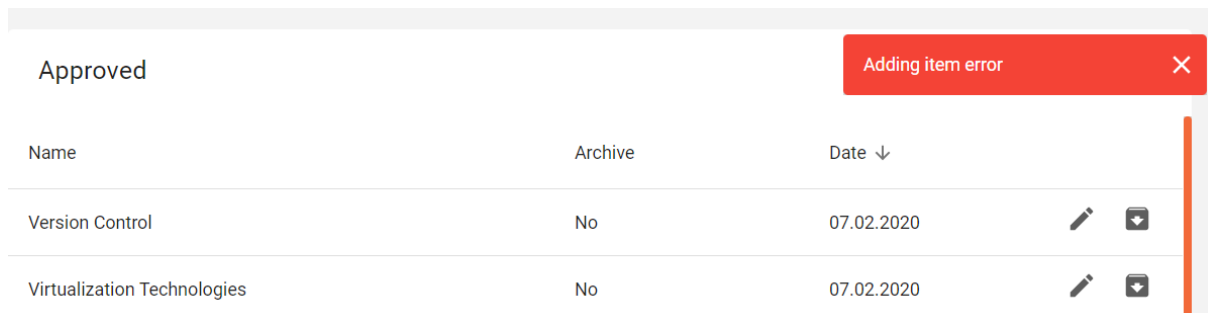 Approved
Adding item error
Name Archive Date
Version Control No 07.02.2020
Virtualization Technologies No 07.02.2020